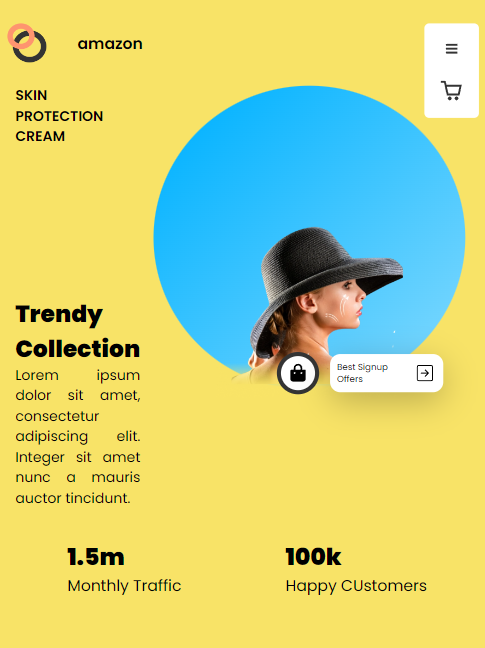 amazon
SKIN
PROTECTION
CREAM
Trendy
Collection
Lorem ipsum
dolor sit amet,
consectetur
adipiscing elit.
Integer sit amet
nunc a mauris
auctor tincidunt.
Best Signup
Offers
1.5m
Monthly Traffic
100k
Happy CUstomers